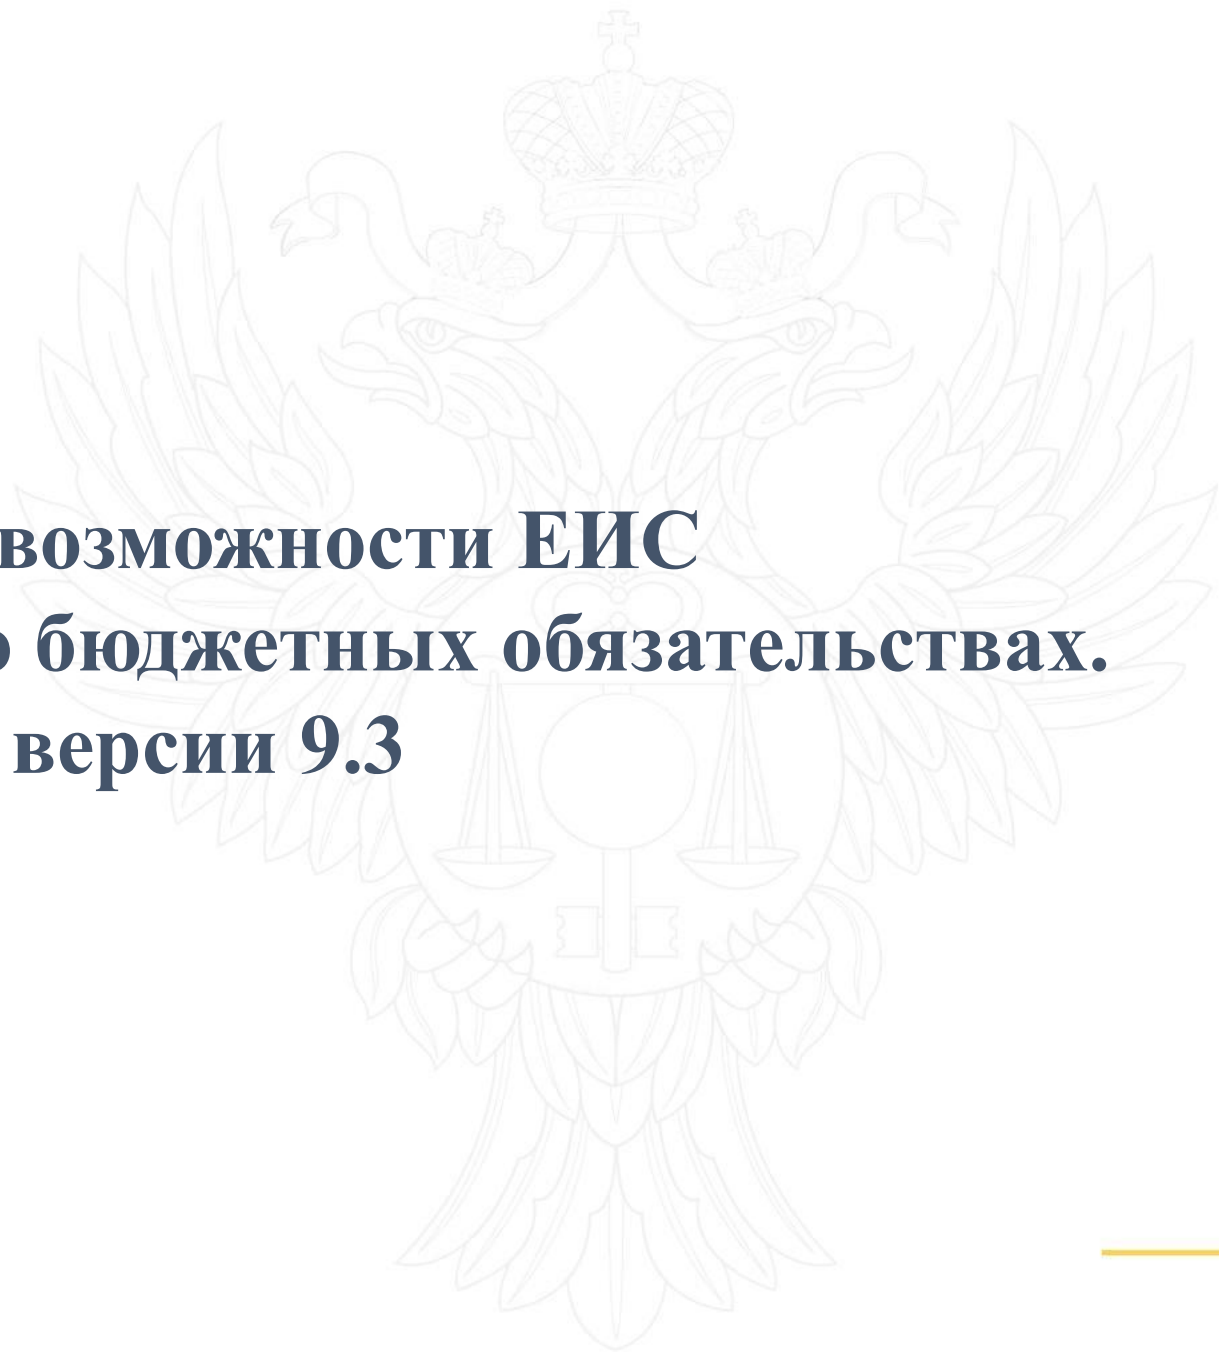 возможности ЕИС
о бюджетных обязательствах.
версии 9.3